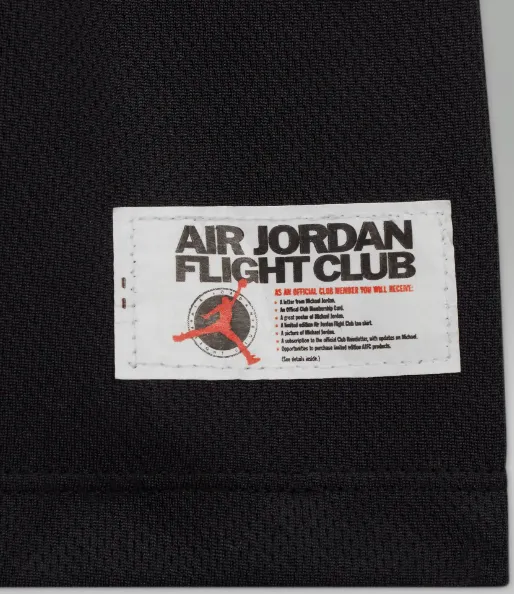 AIR JORDAN
FLIGHT CLUB
AS AN OFFICIAL CLUB MEMBER YOU WILL RECEIVE:
• A letter from Michael Jordan.
• An Official Club Membership Card.
• A great poster of Michael Jordan.
• A limited edition Air Jordan Flight Club tee shirt.
• A picture of Michael Jordan.
• A subscription to the official Club Newsletter, with updates on Michael.
• Opportunities to purchase limited edition AJFC products.
(See details inside.)